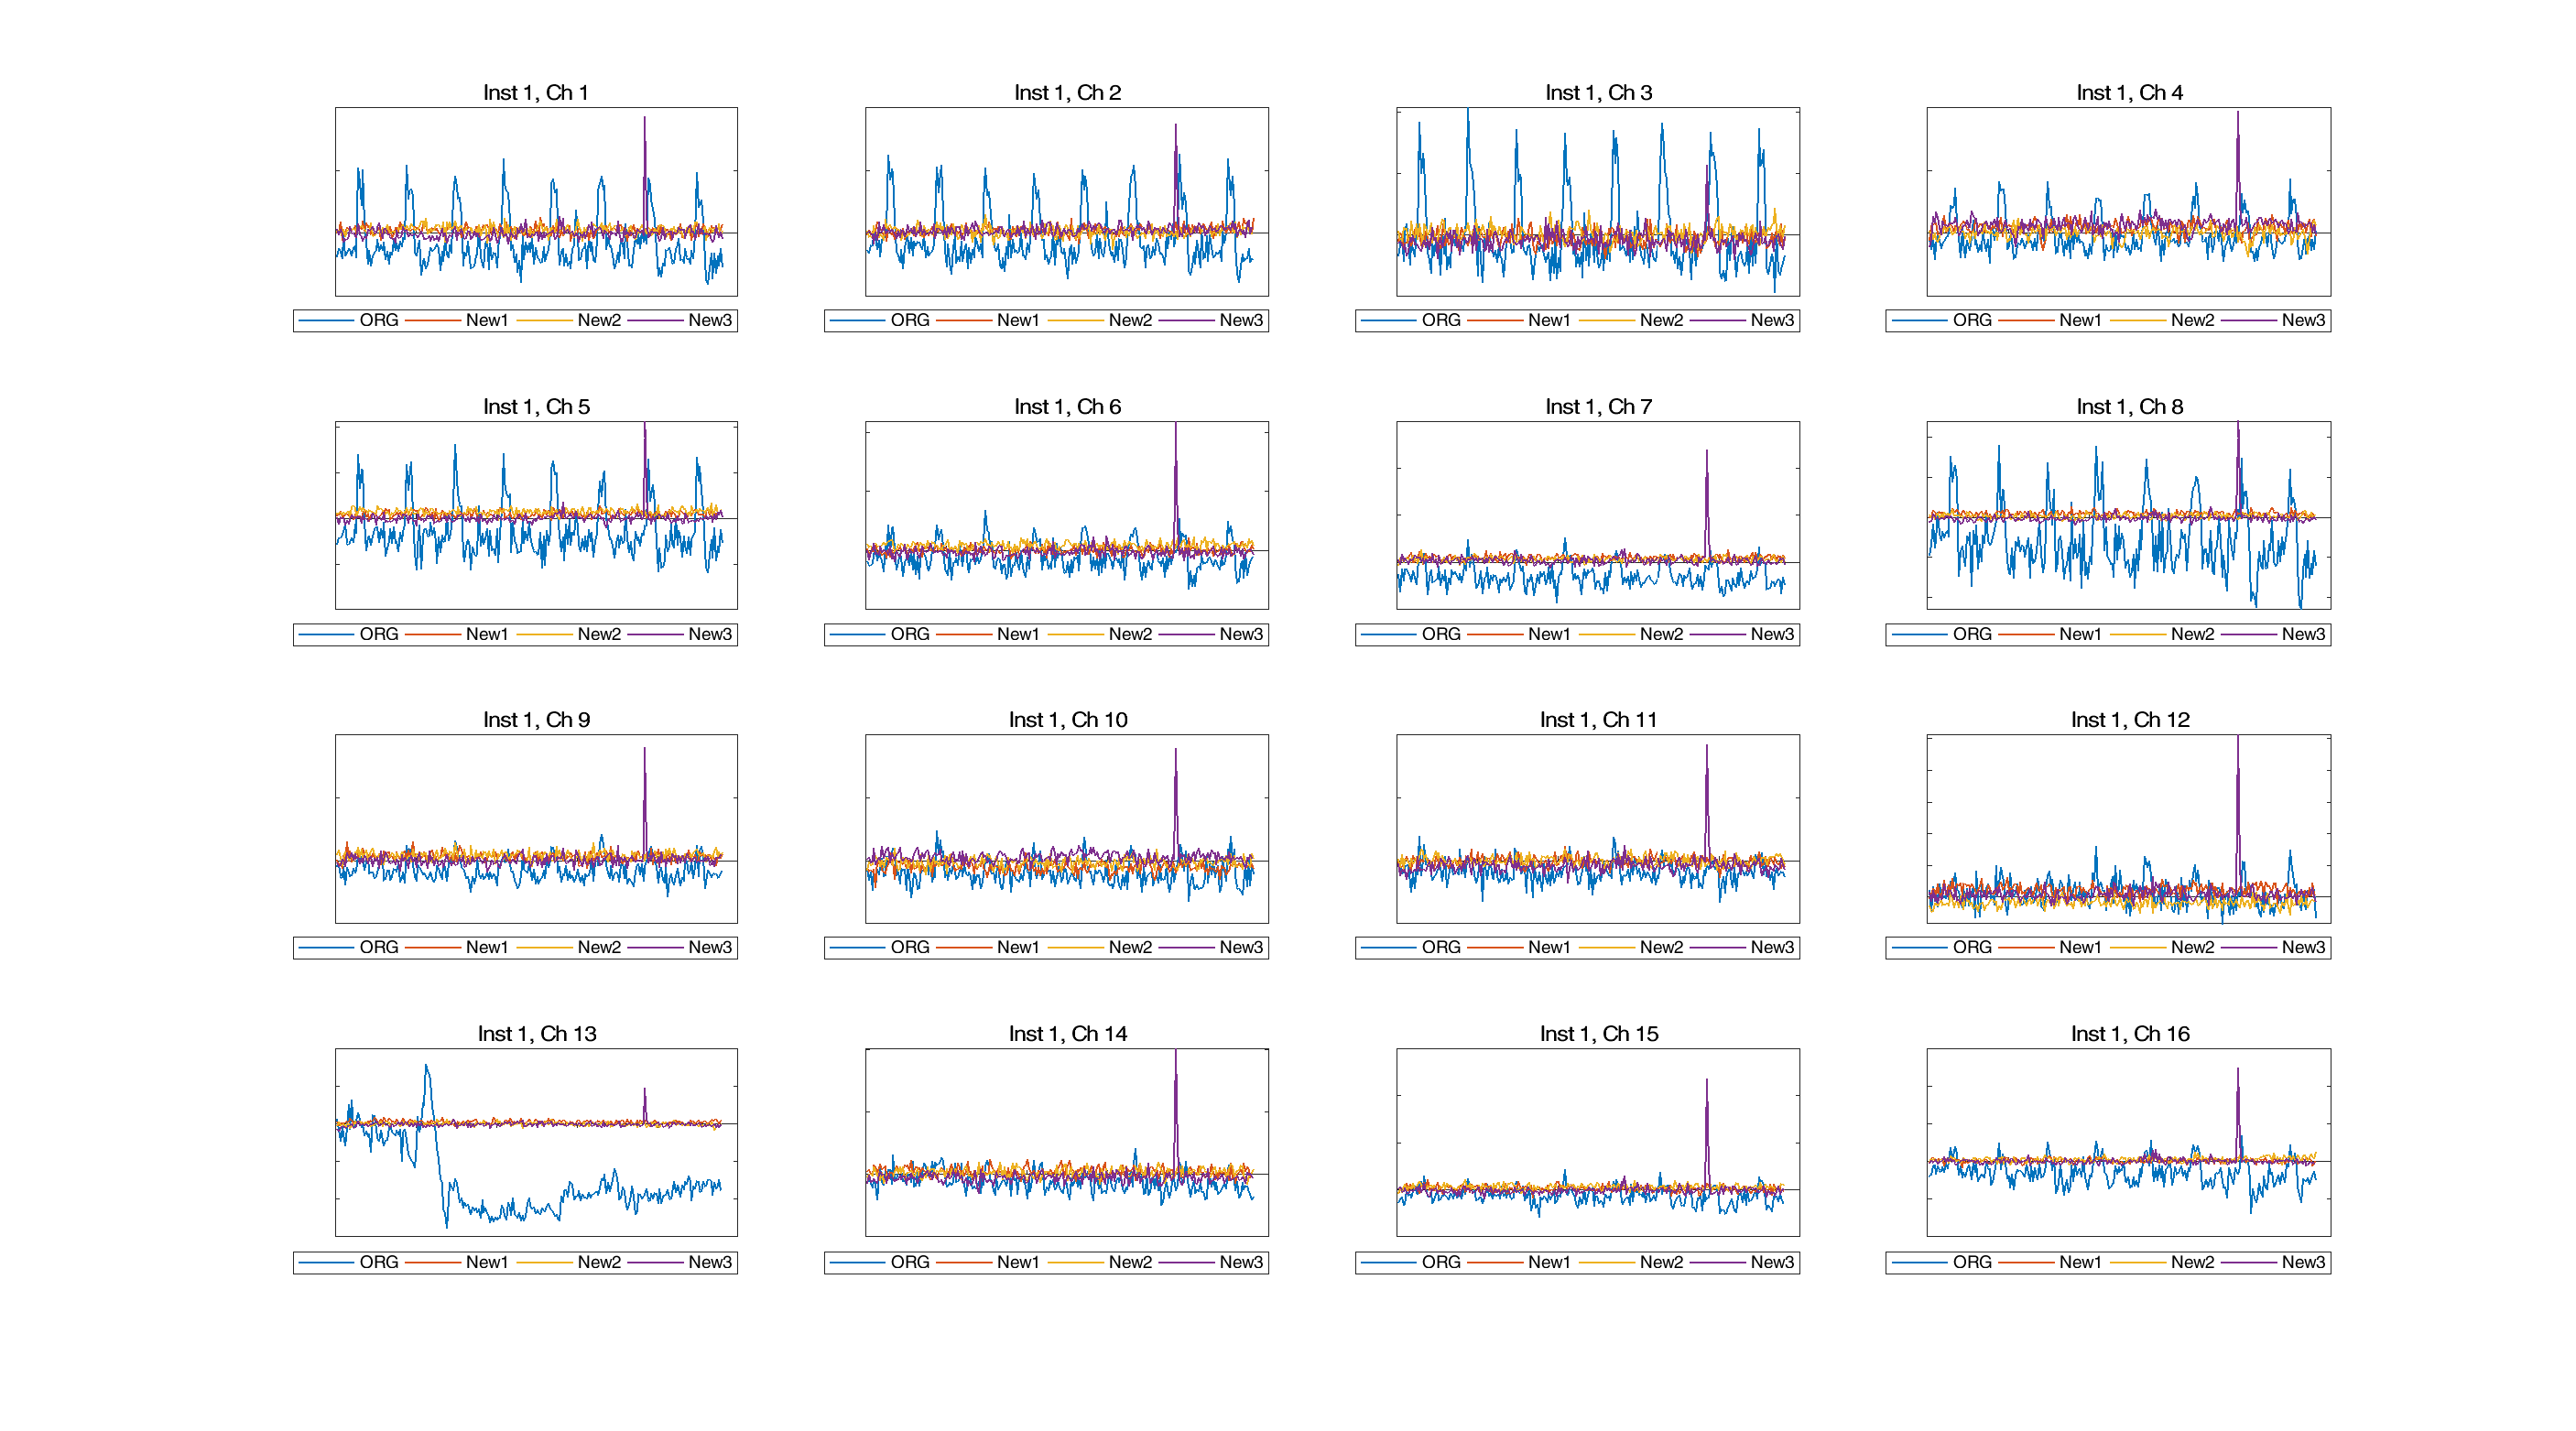 Inst 1, Ch 1
Inst 1, Ch 2
Inst 1, Ch 3
Inst 1, Ch 4
ORG New1 New2 New3
ORG New1 New2 New3
ORG New1 New2 New3
ORG New1 New2 New3
Inst 1, Ch 5
Inst 1, Ch 6
Inst 1, Ch 7
Inst 1, Ch 8
ORG New1 New2 New3
ORG New1 New2 New3
ORG New1 New2 New3
ORG New1 New2 New3
Inst 1, Ch 9
Inst 1, Ch 10
Inst 1, Ch 11
Inst 1, Ch 12
ORG New1 New2 New3
ORG New1 New2 New3
ORG New1 New2 New3
ORG New1 New2 New3
Inst 1, Ch 13
Inst 1, Ch 14
Inst 1, Ch 15
Inst 1, Ch 16
ORG New1 New2 New3
ORG New1 New2 New3
ORG New1 New2 New3
ORG New1 New2 New3